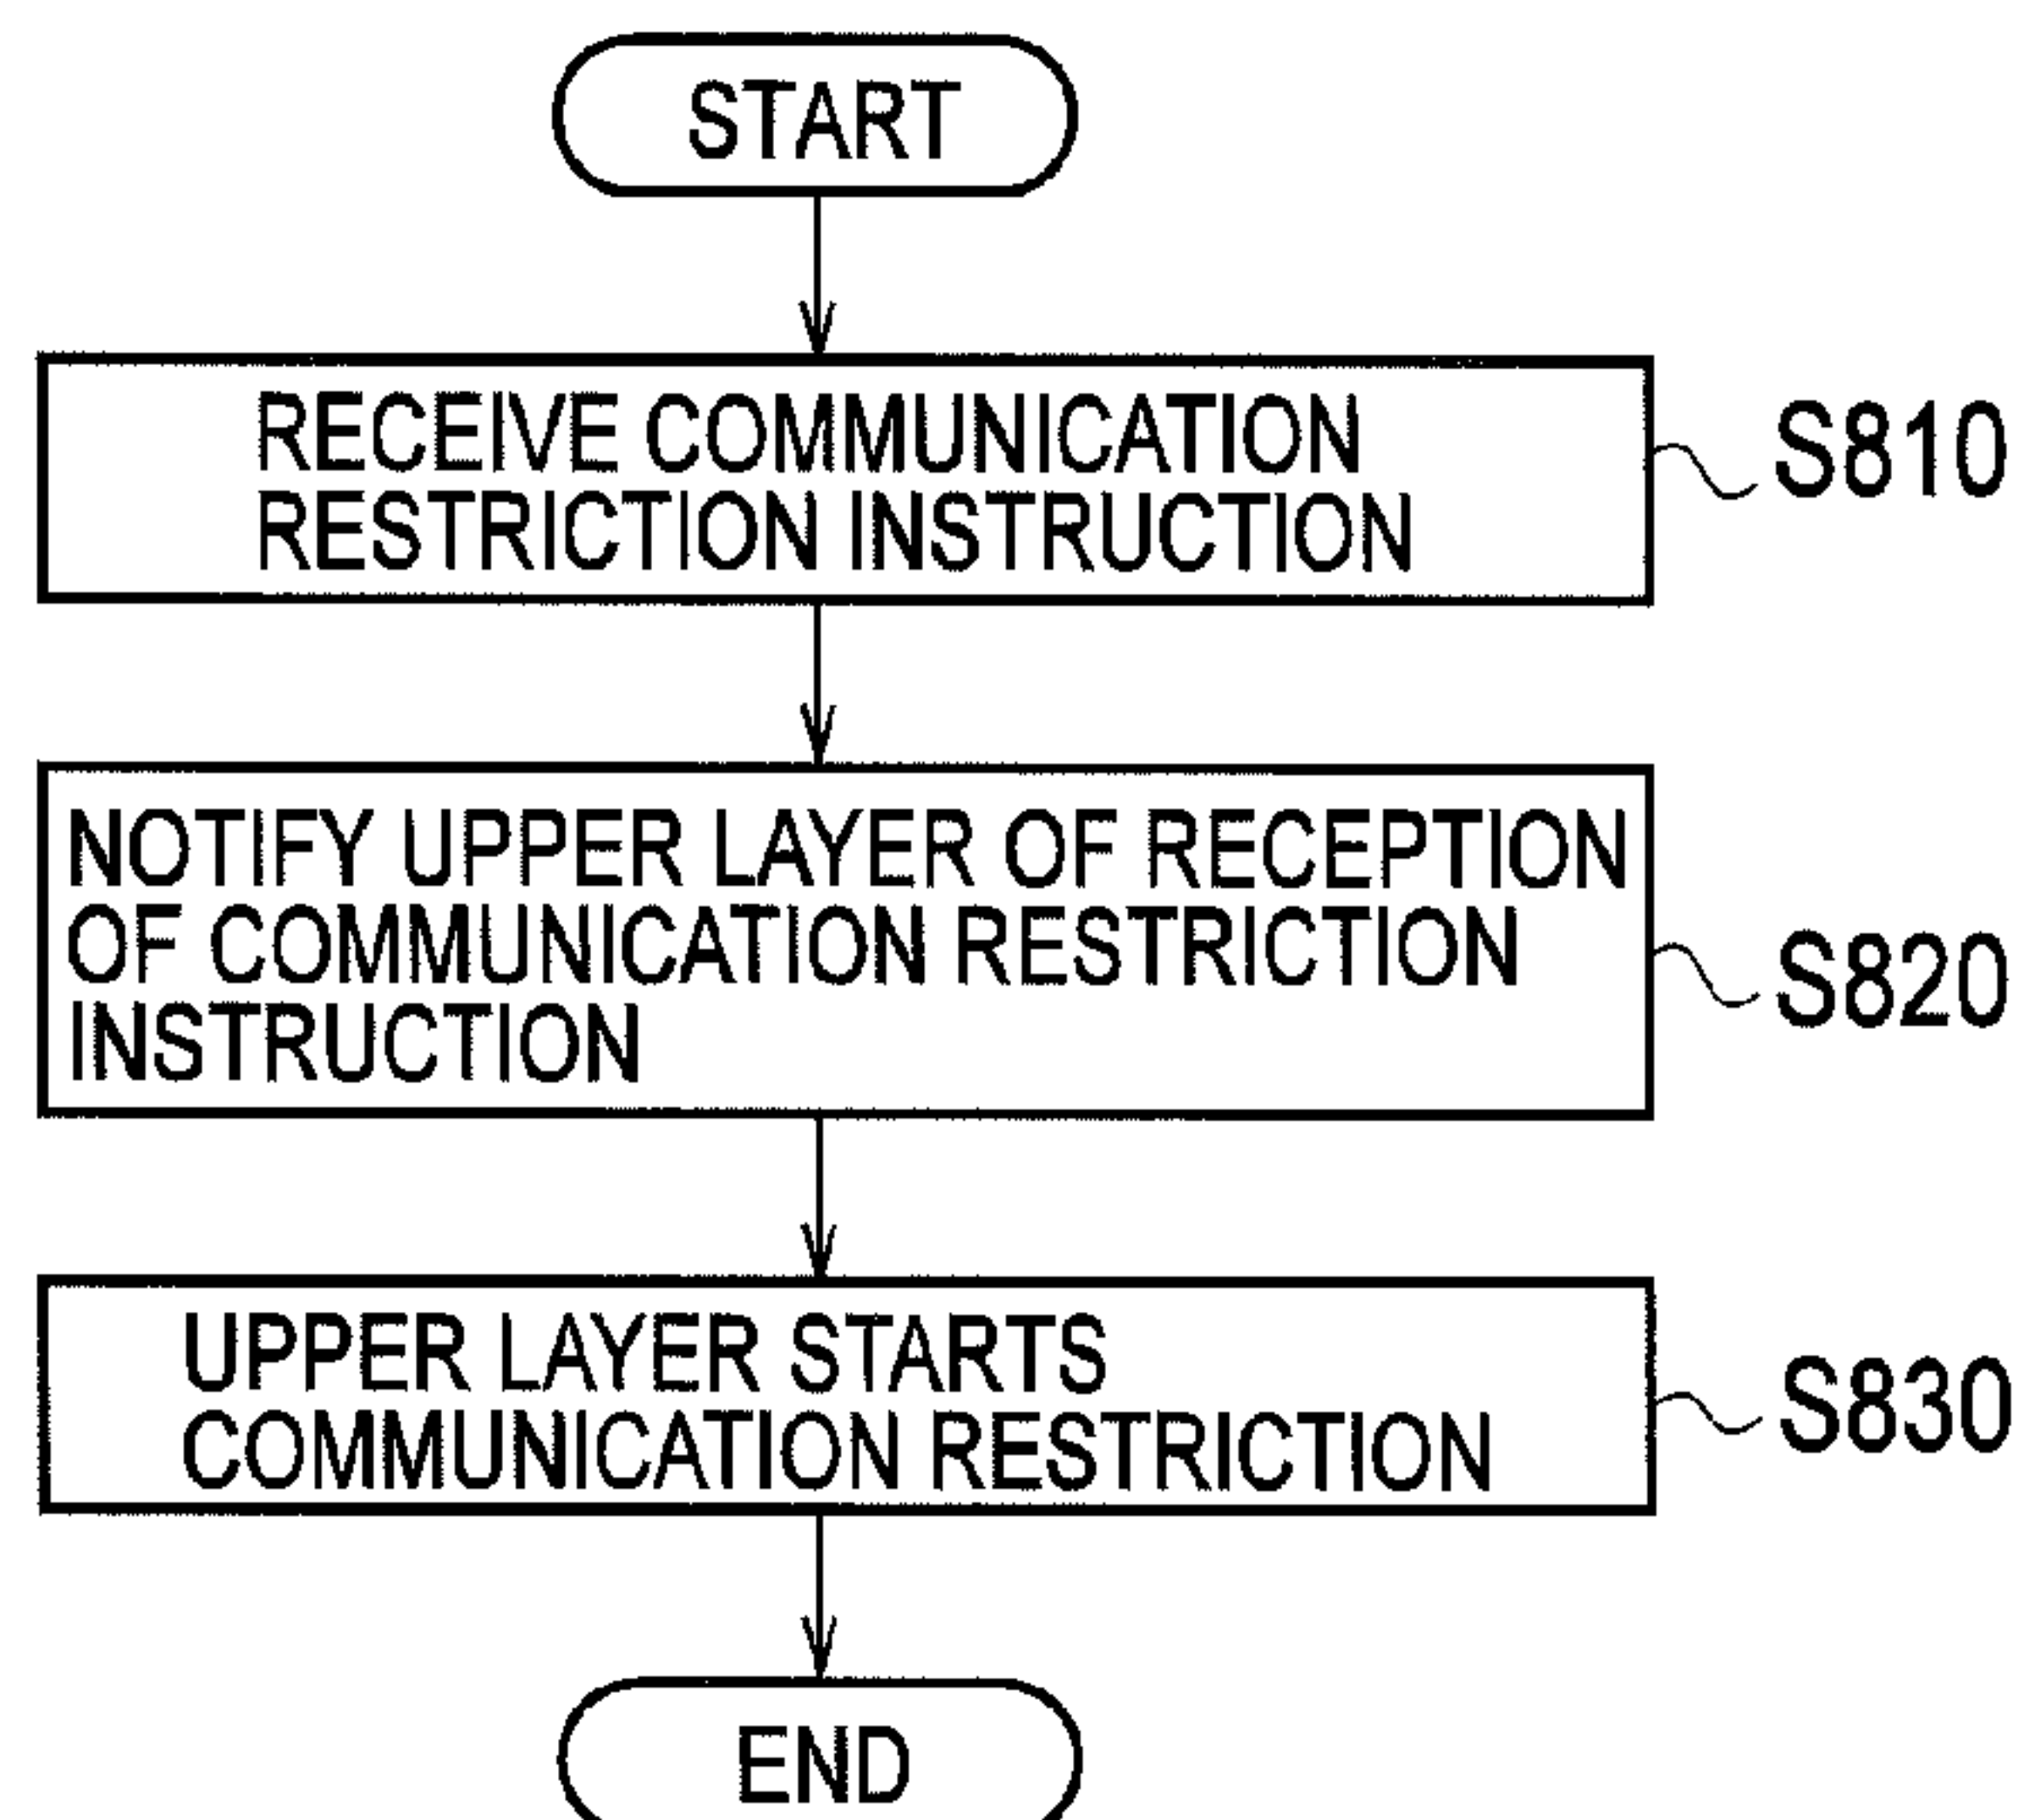 START
RECEIVE COMMUNICATION
RESTRICTION INSTRUCTION
S810
NOTIFY UPPER LAYER OF RECEPTION
OF COMMUNICATION RESTRICTION
INSTRUCTION
S820
UPPER LAYER STARTS
COMMUNICATION RESTRICTION
S830
END